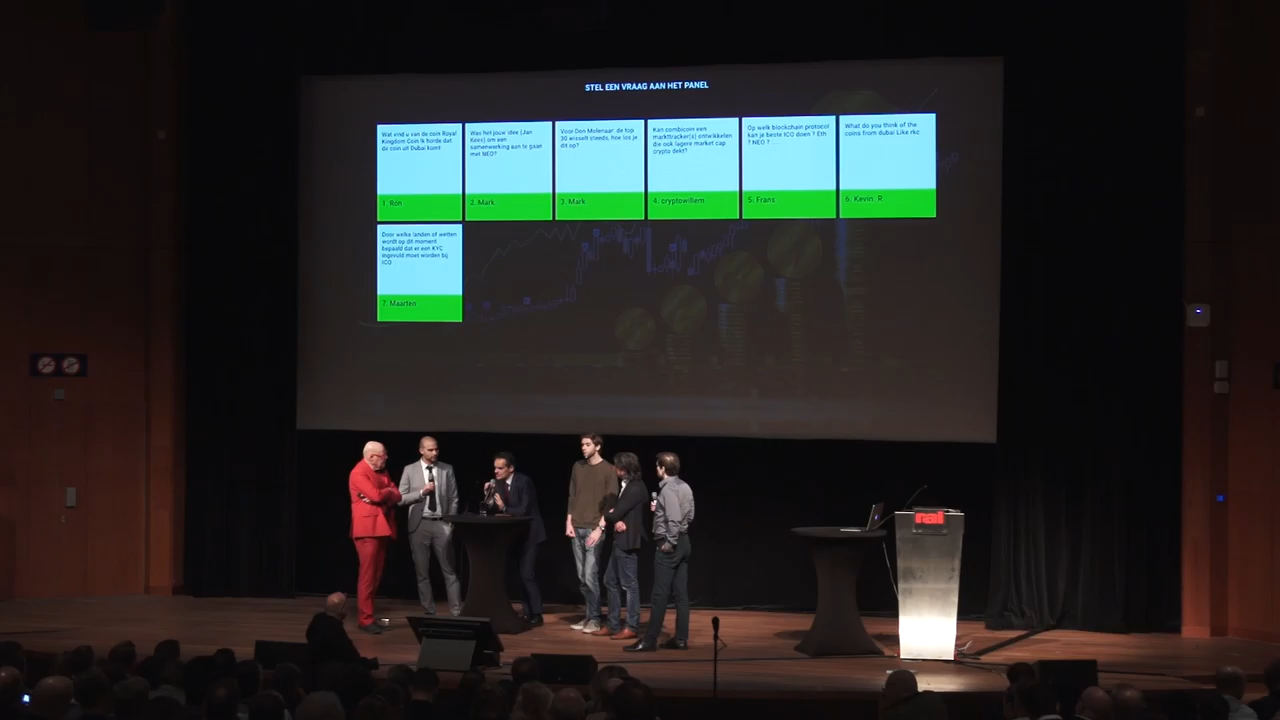 STEL EEN VRAAG AAN HET PANEL
Wat vind u van de coin Royal
Kingdom Coin Ik hoorde dat
de coin uit Dubai komt
1. Ron
Was het jouw idee (Jan
Kees) om een
samenwerking aan te gaan
met NEO?
2. Mark
Voor Don Molenaar: de top
30 wisselt steeds, hoe los je
dit op?
3. Mark
Kan combicoin een
markttracker(s) ontwikkelen
die ook lagere market cap
crypto dekt?
4. cryptowillem
Op welk blockchain protocol
kan je beste ICO doen ? Eth
? NEO ? ....
5. Frans
What do you think of the
coins from dubai Like rkc
6. Kevin. R
Door welke landen of wetten
wordt op dit moment
bepaald dat er een KYC
ingevuld moet worden bij
ICO
7. Maarten
rai